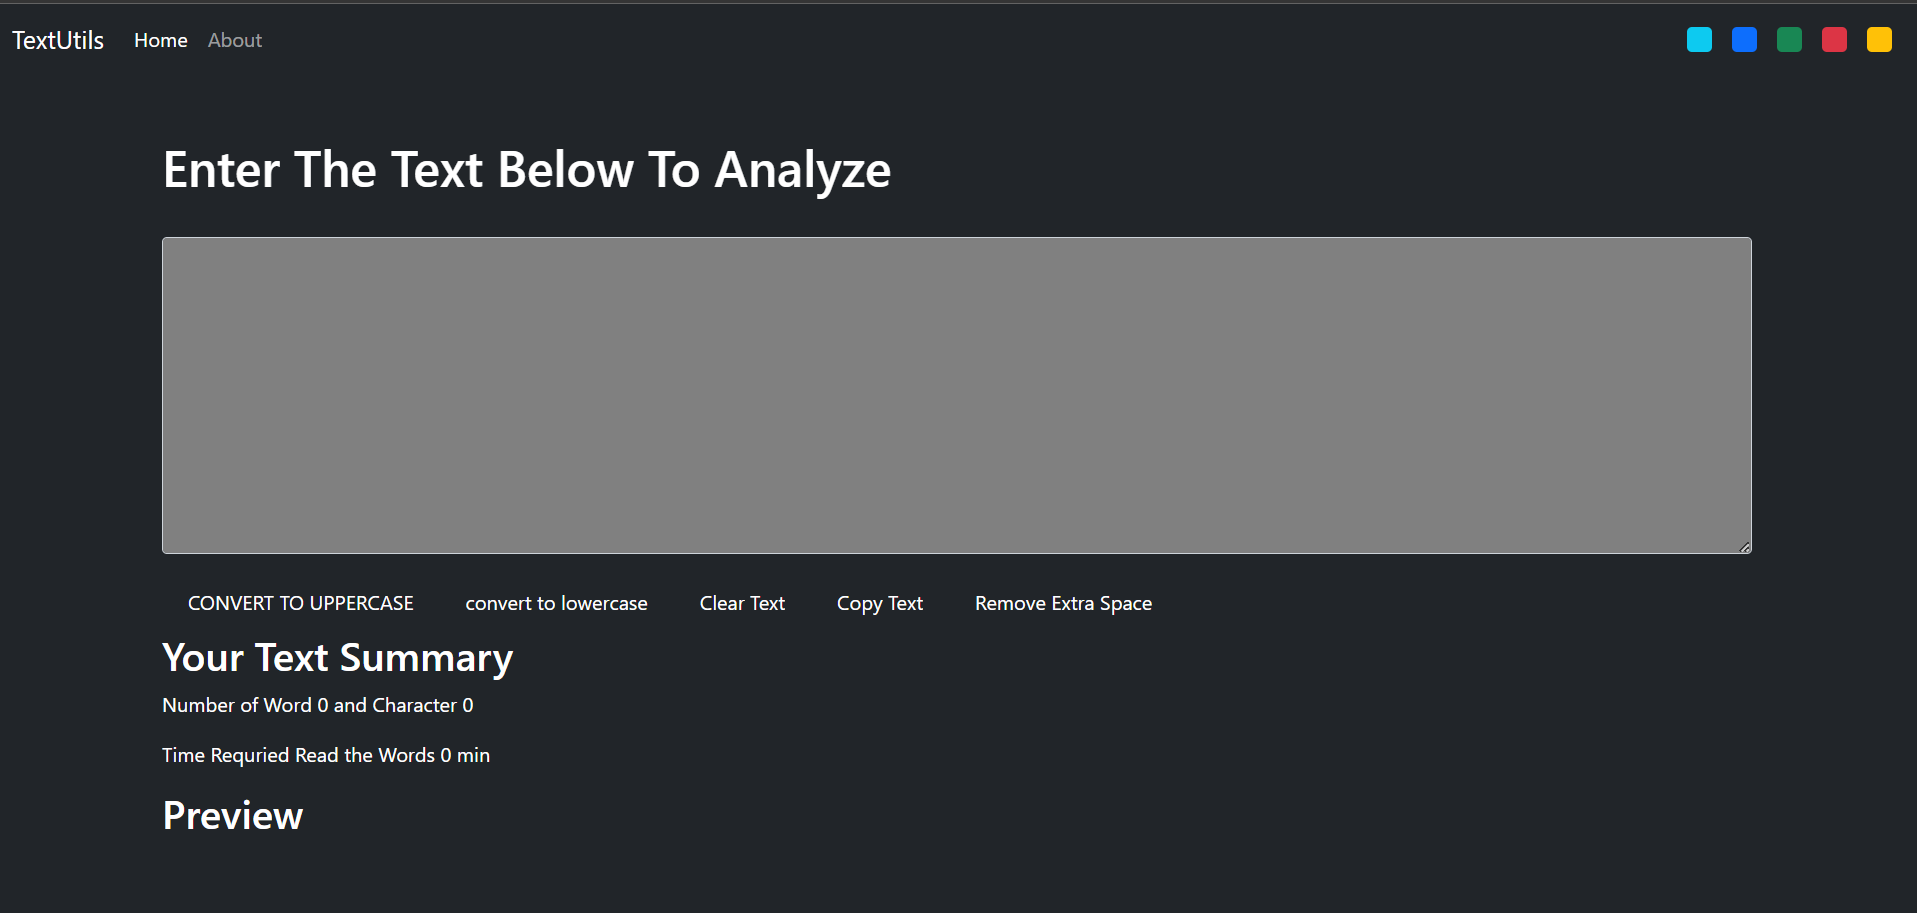 TextUtils Home About
Enter The Text Below To Analyze
CONVERT TO UPPERCASE convert to lowercase Clear Text Copy Text Remove Extra Space
Your Text Summary
Number of Word 0 and Character 0
Time Requried Read the Words 0 min
Preview